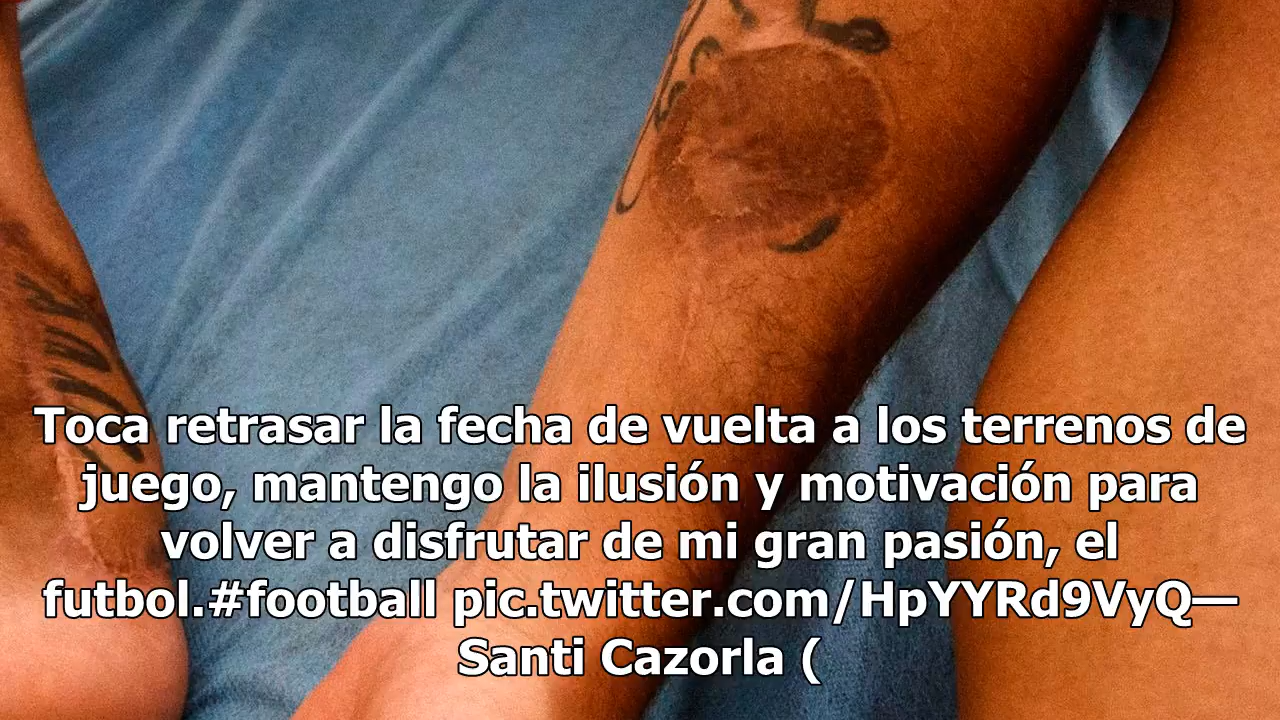 Toca retrasar la fecha de vuelta a los terrenos de
juego, mantengo la ilusión y motivación para
volver a disfrutar de mi gran pasión, el
futbol.#football pic.twitter.com/HpYYRd9VyQ—
Santi Cazorla (